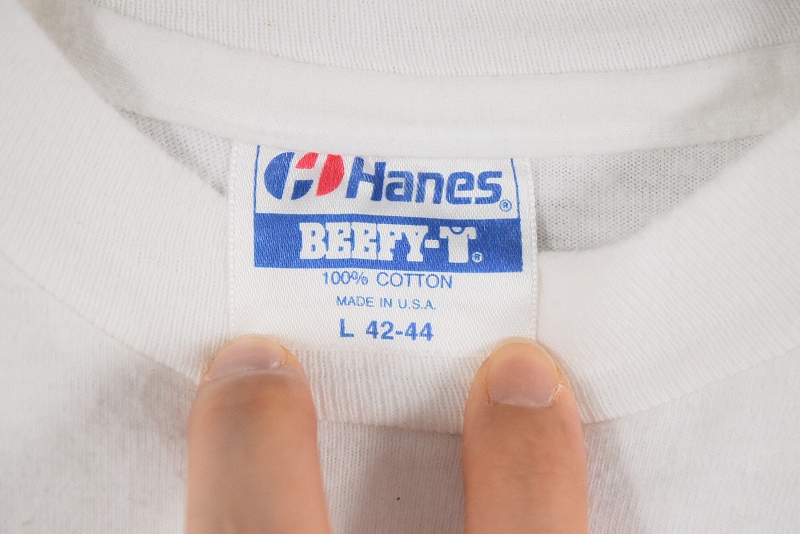 Hanes®
BEEFY-T®
100% COTTON
MADE IN U.S.A.
L 42-44